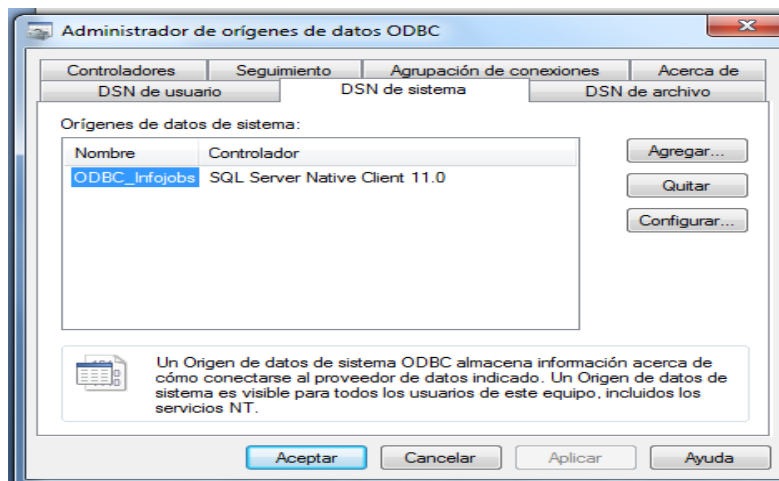 Administrador de orígenes de datos ODBC
Controladores Seguimiento Agrupación de conexiones Acerca de
DSN de usuario DSN de sistema DSN de archivo
Orígenes de datos de sistema:
Nombre Controlador
ODBC_Infojobs SQL Server Native Client 11.0
Agregar...
Quitar
Configurar...
Un Origen de datos de sistema ODBC almacena información acerca de
cómo conectarse al proveedor de datos indicado. Un Origen de datos de
sistema es visible para todos los usuarios de este equipo, incluidos los
servicios NT.
Aceptar Cancelar Aplicar Ayuda